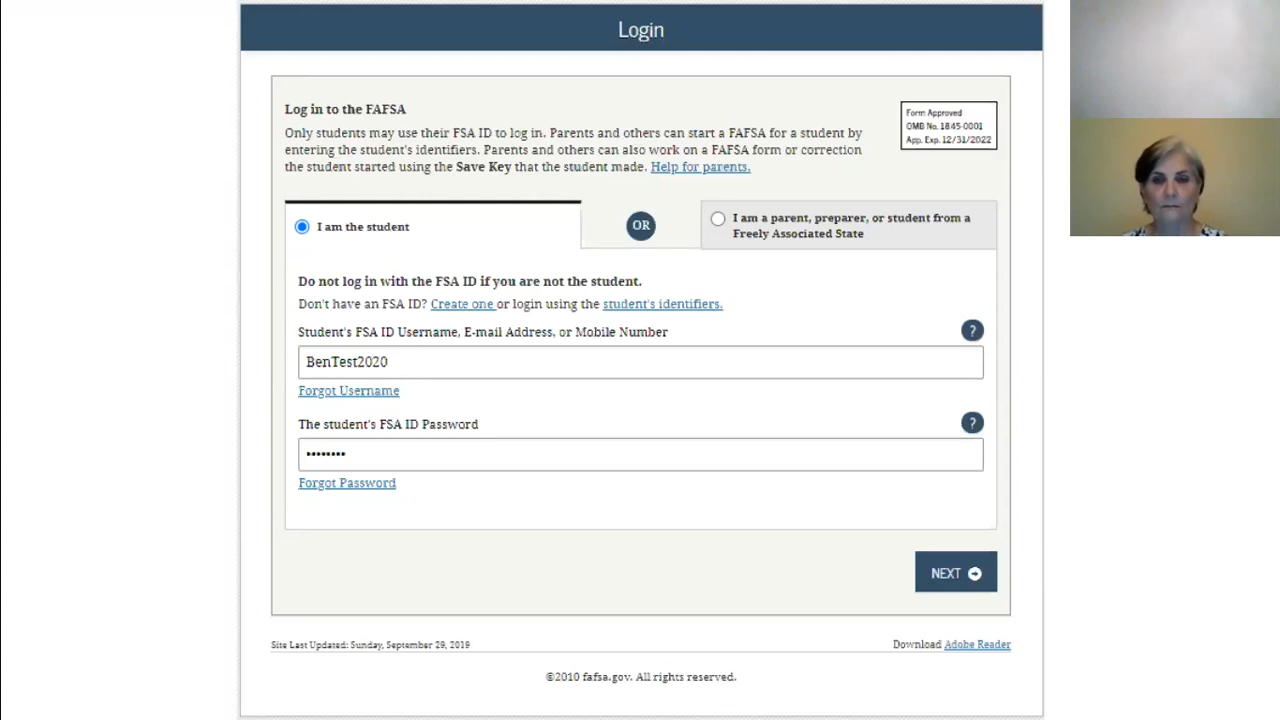 Login
Log in to the FAFSA
Only students may use their FSA ID to log in. Parents and others can start a FAFSA for a student by
entering the student's identifiers. Parents and others can also work on a FAFSA form or correction
the student started using the Save Key that the student made. Help for parents.
Form Approved
OMB No. 1845-0001
App. Exp. 12/31/2022
I am the student
OR
I am a parent, preparer, or student from a
Freely Associated State
Do not log in with the FSA ID if you are not the student.
Don't have an FSA ID? Create one or login using the student's identifiers.
Student's FSA ID Username, E-mail Address, or Mobile Number
?
BenTest2020
Forgot Username
The student's FSA ID Password
?
••••••••
Forgot Password
NEXT
Site Last Updated: Sunday, September 29, 2019
Download Adobe Reader
©2010 fafsa.gov. All rights reserved.